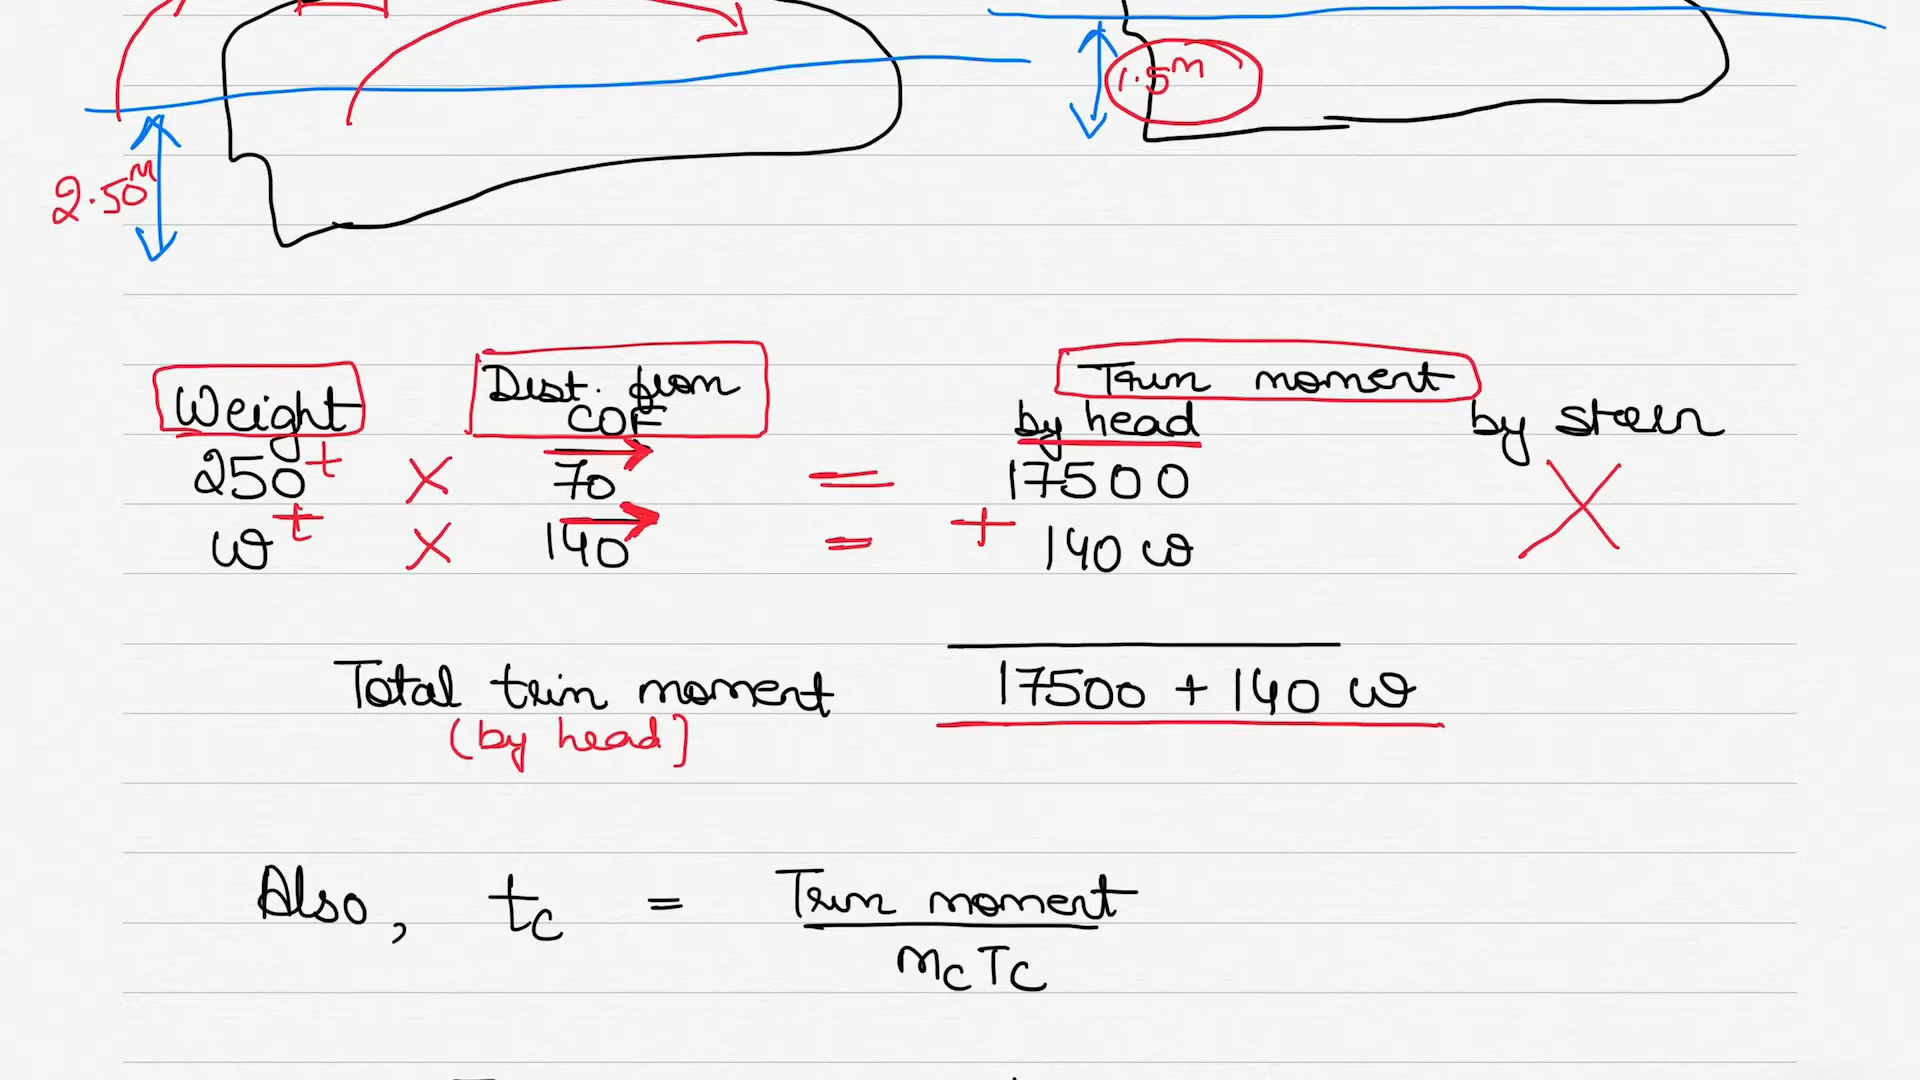 1.5m
2.50m
Weight Dist. from COF Trim moment
by head by stern
250t × 70 = 17500 ×
wt × 140 = + 140 w
Total trim moment 17500 + 140 w
(by head]
Also, tc = Trim moment
MCTC